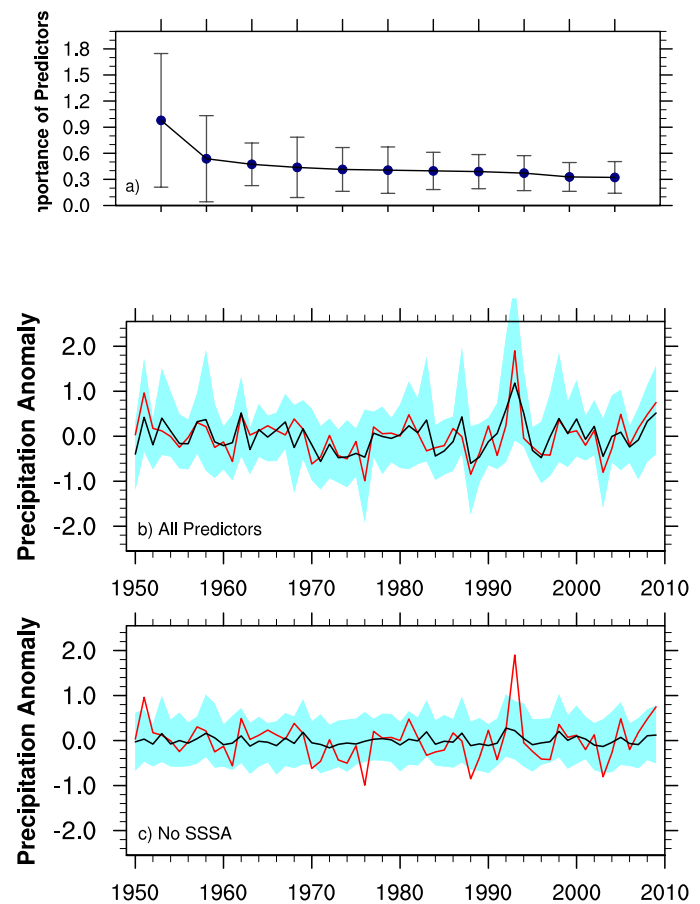 mportance of Predictors
1.8
1.5
1.2
0.9
0.6
0.3
0.0
a)
Precipitation Anomaly
2.0
1.0
0.0
-1.0
-2.0
b) All Predictors
1950 1960 1970 1980 1990 2000 2010
Precipitation Anomaly
2.0
1.0
0.0
-1.0
-2.0
c) No SSSA
1950 1960 1970 1980 1990 2000 2010